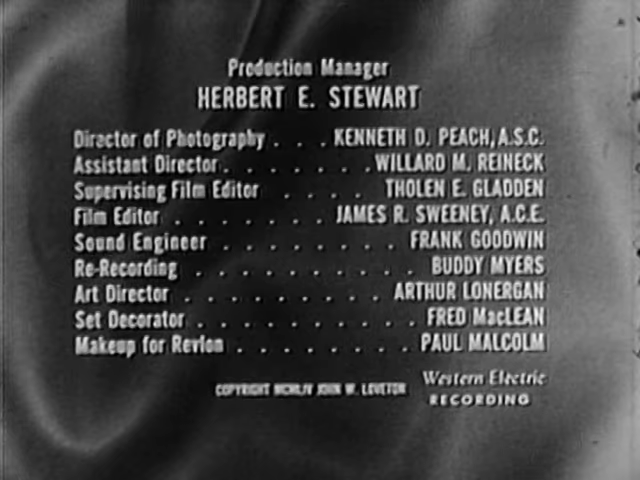 Production Manager
HERBERT E. STEWART
Director of Photography . . . KENNETH D. PEACH, A.S.C.
Assistant Director . . . . . . . WILLARD M. REINECK
Supervising Film Editor . . . . THOLEN E. GLADDEN
Film Editor . . . . . . . JAMES R. SWEENEY, A.C.E.
Sound Engineer . . . . . . . . FRANK GOODWIN
Re-Recording . . . . . . . . . . BUDDY MYERS
Art Director . . . . . . . . ARTHUR LONERGAN
Set Decorator . . . . . . . . . . FRED MacLEAN
Makeup for Revlon . . . . . . . . PAUL MALCOLM
COPYRIGHT MCMLIV JOHN W. LOVETON
Western Electric
RECORDING